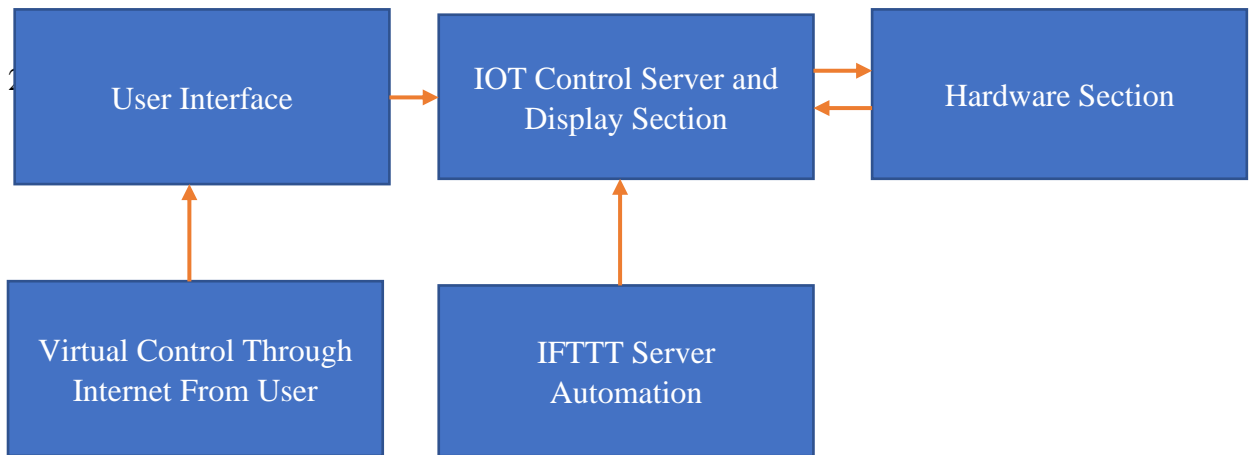 2
User Interface
IOT Control Server and
Display Section
Hardware Section
Virtual Control Through
Internet From User
IFTTT Server
Automation